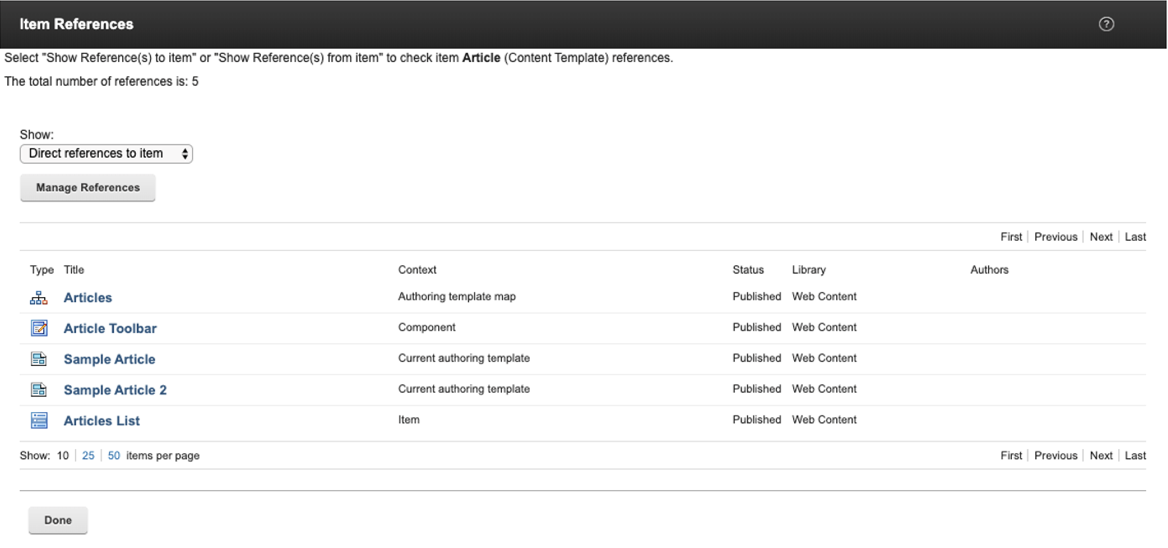 Item References
?
Select "Show Reference(s) to item" or "Show Reference(s) from item" to check item Article (Content Template) references.
The total number of references is: 5
Show:
Direct references to item
Manage References
First Previous Next Last
Type Title Context Status Library Authors
Articles Authoring template map Published Web Content
Article Toolbar Component Published Web Content
Sample Article Current authoring template Published Web Content
Sample Article 2 Current authoring template Published Web Content
Articles List Item Published Web Content
Show: 10 25 50 items per page First Previous Next Last
Done